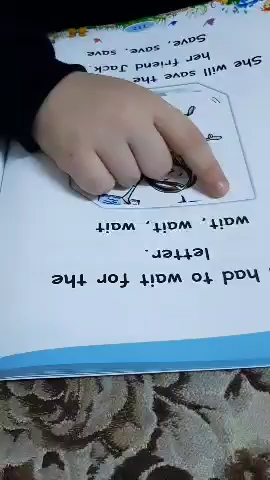 had to wait for the
letter.
wait, wait, wait
She will save the
her friend Jack.
Save, save, save